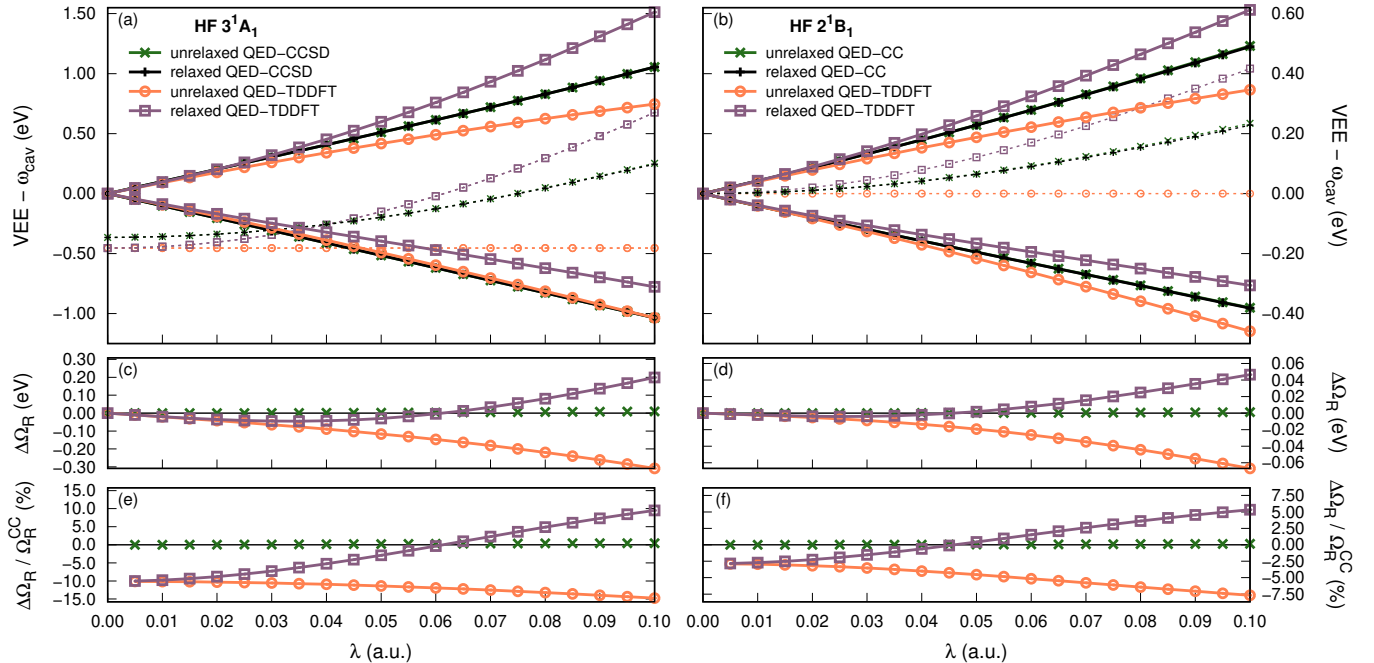 (a) HF 3¹A₁
unrelaxed QED−CCSD
relaxed QED−CCSD
unrelaxed QED−TDDFT
relaxed QED−TDDFT
VEE − ω_cav (eV)
1.50
1.00
0.50
0.00
−0.50
−1.00
(b) HF 2¹B₁
unrelaxed QED−CC
relaxed QED−CC
unrelaxed QED−TDDFT
relaxed QED−TDDFT
0.60
0.40
0.20
0.00
−0.20
−0.40
VEE − ω_cav (eV)
(c)
ΔΩ_R (eV)
0.30
0.20
0.10
0.00
−0.10
−0.20
−0.30
(d)
0.06
0.04
0.02
0.00
−0.02
−0.04
−0.06
ΔΩ_R (eV)
(e)
ΔΩ_R / Ω_R^CC (%)
15.0
10.0
5.0
0.0
−5.0
−10.0
−15.0
0.00 0.01 0.02 0.03 0.04 0.05 0.06 0.07 0.08 0.09 0.10
λ (a.u.)
(f)
7.50
5.00
2.50
0.00
−2.50
−5.00
−7.50
ΔΩ_R / Ω_R^CC (%)
0.00 0.01 0.02 0.03 0.04 0.05 0.06 0.07 0.08 0.09 0.10
λ (a.u.)